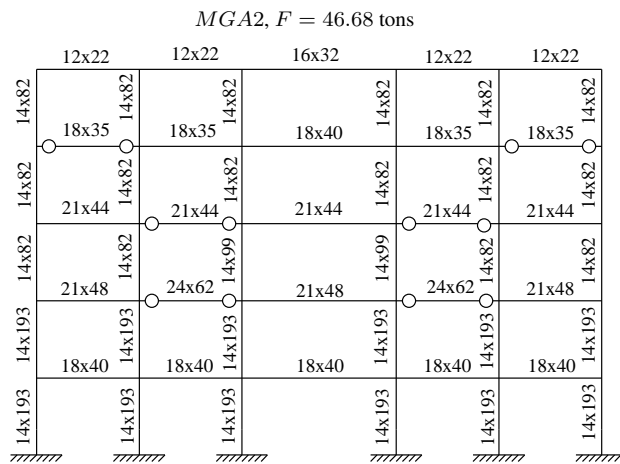 MGA2, F = 46.68 tons
12x22 12x22 16x32 12x22 12x22
14x82 14x82 14x82 14x82 14x82 14x82
18x35 18x35 18x40 18x35 18x35
14x82 14x82 14x82 14x82 14x82 14x82
21x44 21x44 21x44 21x44 21x44
14x82 14x82 14x99 14x99 14x82 14x82
21x48 24x62 21x48 24x62 21x48
14x193 14x193 14x193 14x193 14x193 14x193
18x40 18x40 18x40 18x40 18x40
14x193 14x193 14x193 14x193 14x193 14x193